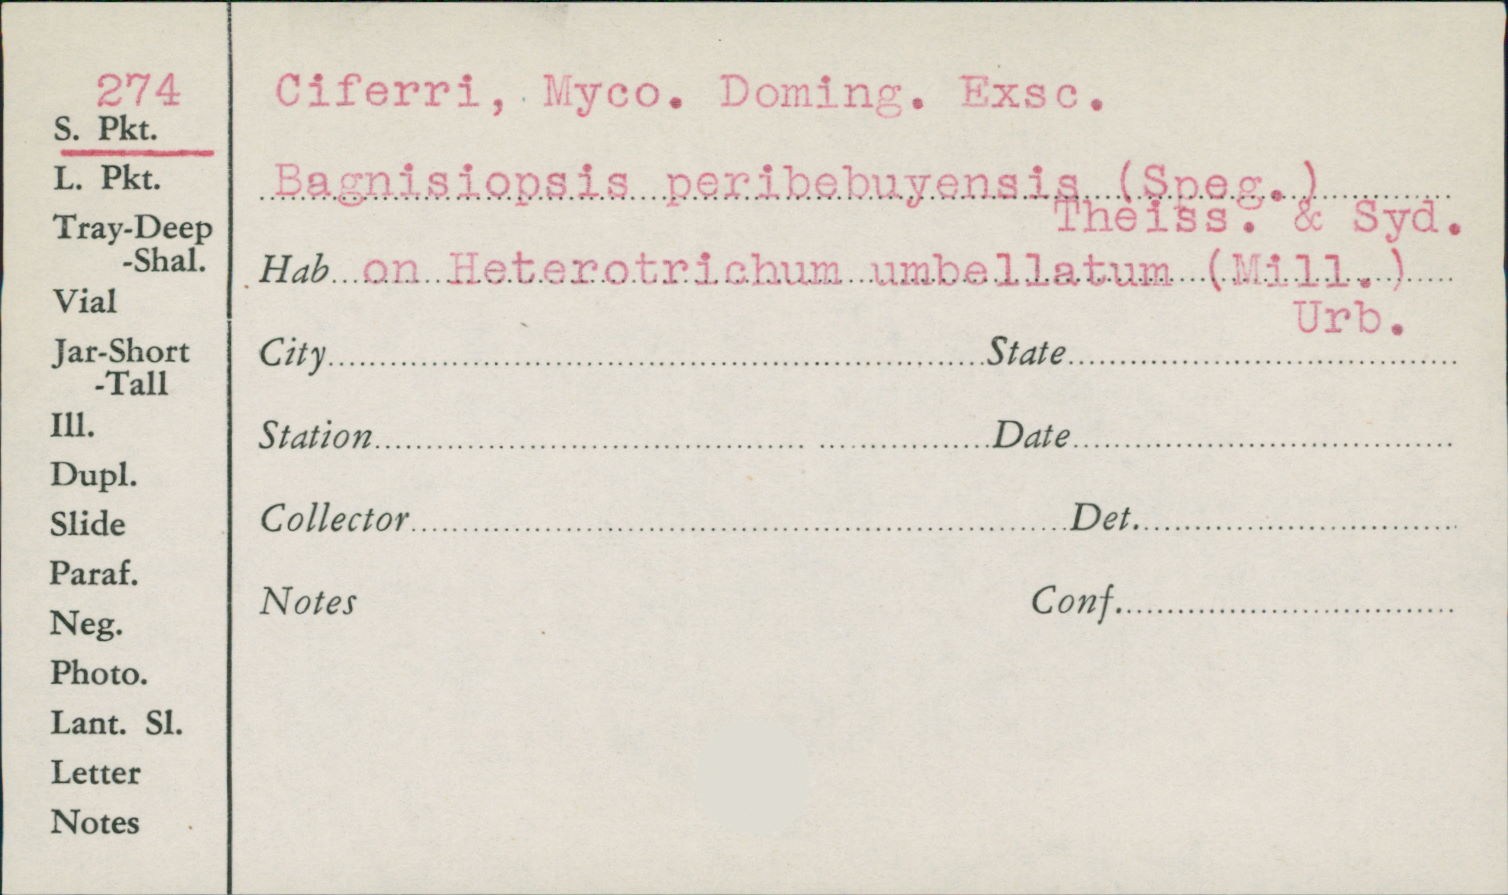 274
S. Pkt.
L. Pkt.
Tray-Deep
-Shal.
Vial
Jar-Short
-Tall
Ill.
Dupl.
Slide
Paraf.
Neg.
Photo.
Lant. Sl.
Letter
Notes
Ciferri, Myco. Doming. Exsc.
Bagnisiopsis peribebuyensis (Speg.)
Theiss. & Syd.
Hab. on Heterotrichum umbellatum (Mill.)
Urb.
City State
Station Date
Collector Det.
Notes Conf.